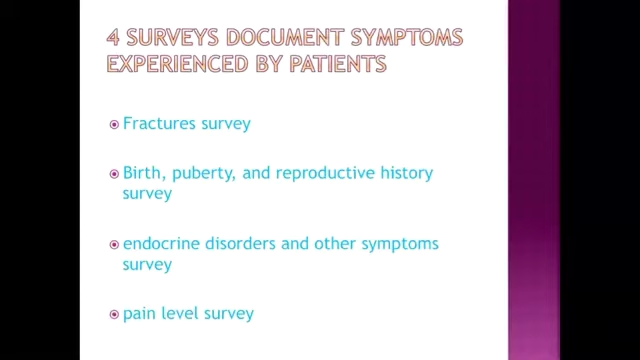 4 SURVEYS DOCUMENT SYMPTOMS
EXPERIENCED BY PATIENTS
Fractures survey
Birth, puberty, and reproductive history
survey
endocrine disorders and other symptoms
survey
pain level survey